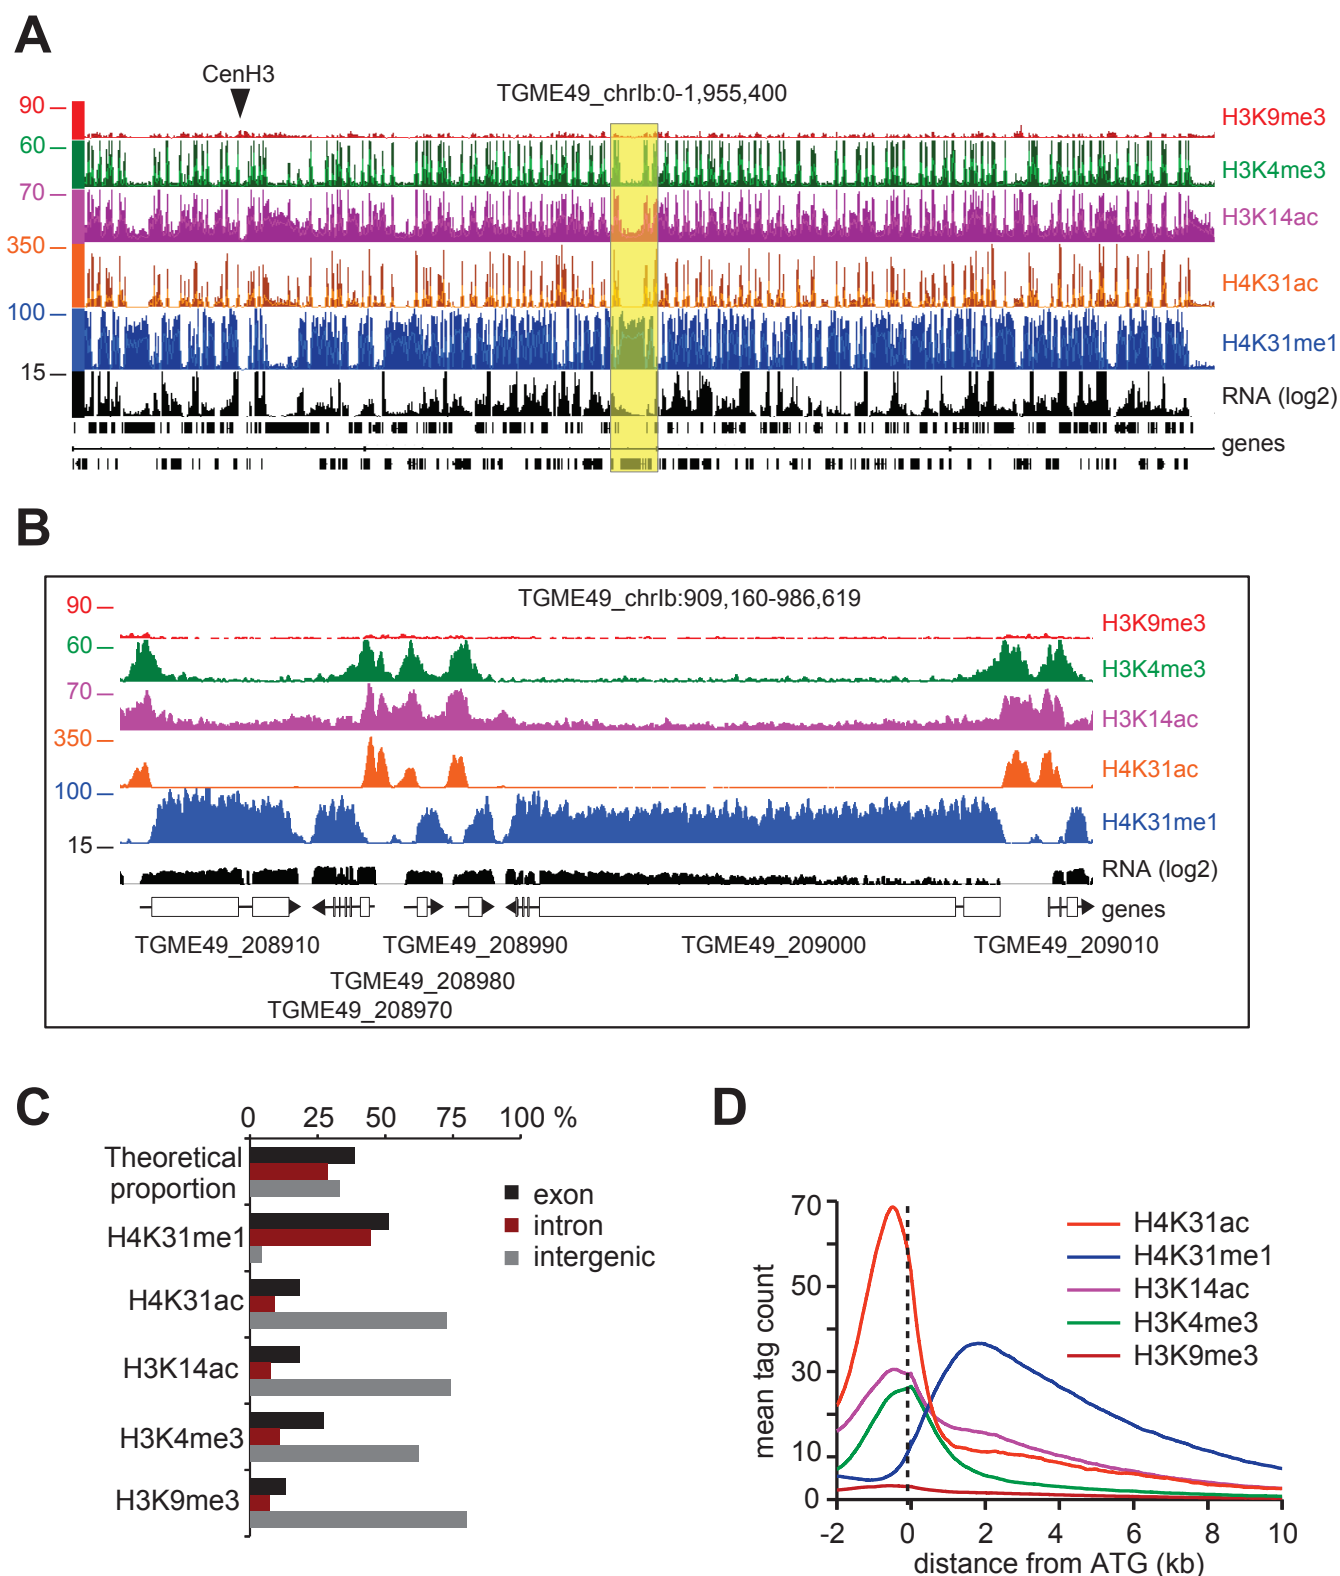 A
CenH3
TGME49_chrIb:0-1,955,400
90
H3K9me3
60
H3K4me3
70
H3K14ac
350
H4K31ac
100
H4K31me1
15
RNA (log2)
genes
B
TGME49_chrIb:909,160-986,619
90
H3K9me3
60
H3K4me3
70
H3K14ac
350
H4K31ac
100
H4K31me1
15
RNA (log2)
genes
TGME49_208910 TGME49_208990 TGME49_209000 TGME49_209010
TGME49_208980
TGME49_208970
C
0 25 50 75 100 %
Theoretical
proportion
H4K31me1
H4K31ac
H3K14ac
H3K4me3
H3K9me3
exon
intron
intergenic
D
70
50
30
10
0
mean tag count
H4K31ac
H4K31me1
H3K14ac
H3K4me3
H3K9me3
-2 0 2 4 6 8 10
distance from ATG (kb)